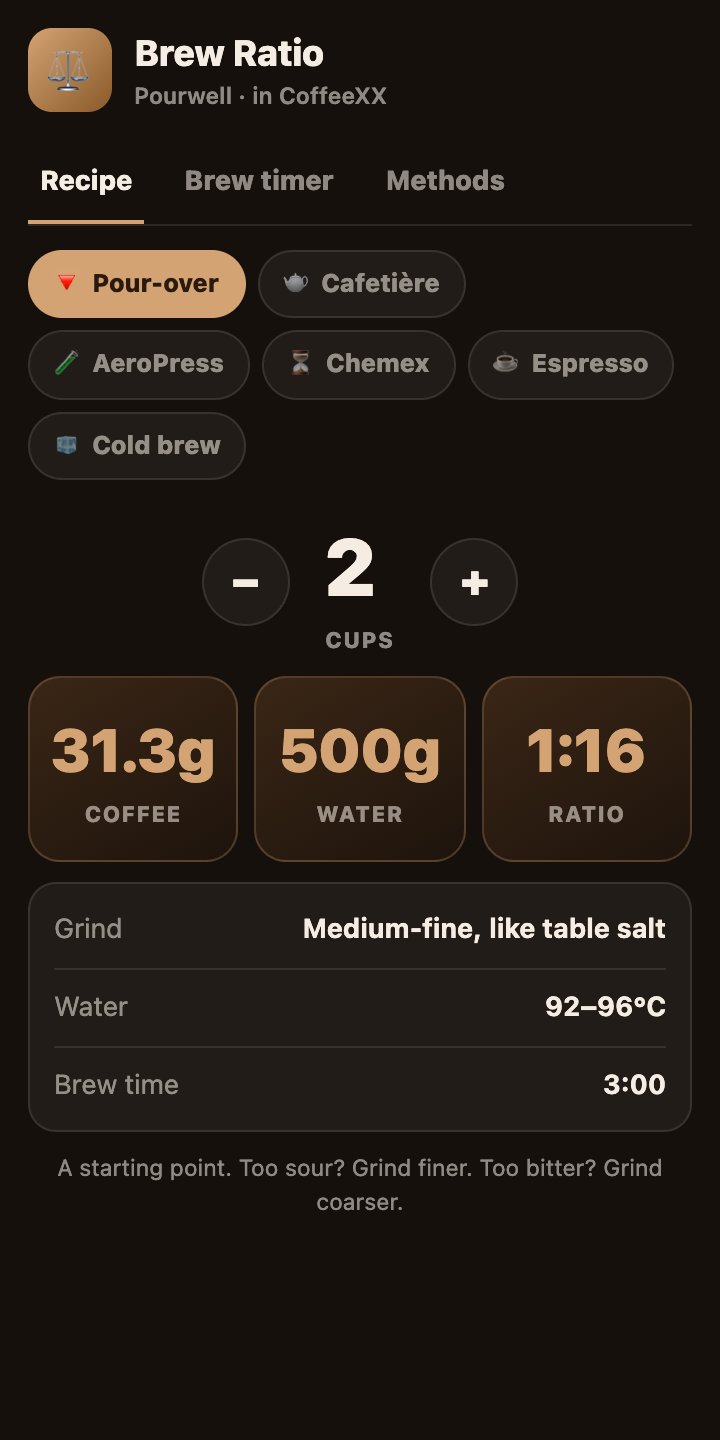 Brew Ratio
Pourwell · in CoffeeXX
Recipe Brew timer Methods
Pour-over Cafetière
AeroPress Chemex Espresso
Cold brew
− 2 +
CUPS
31.3g 500g 1:16
COFFEE WATER RATIO
Grind Medium-fine, like table salt
Water 92–96°C
Brew time 3:00
A starting point. Too sour? Grind finer. Too bitter? Grind
coarser.